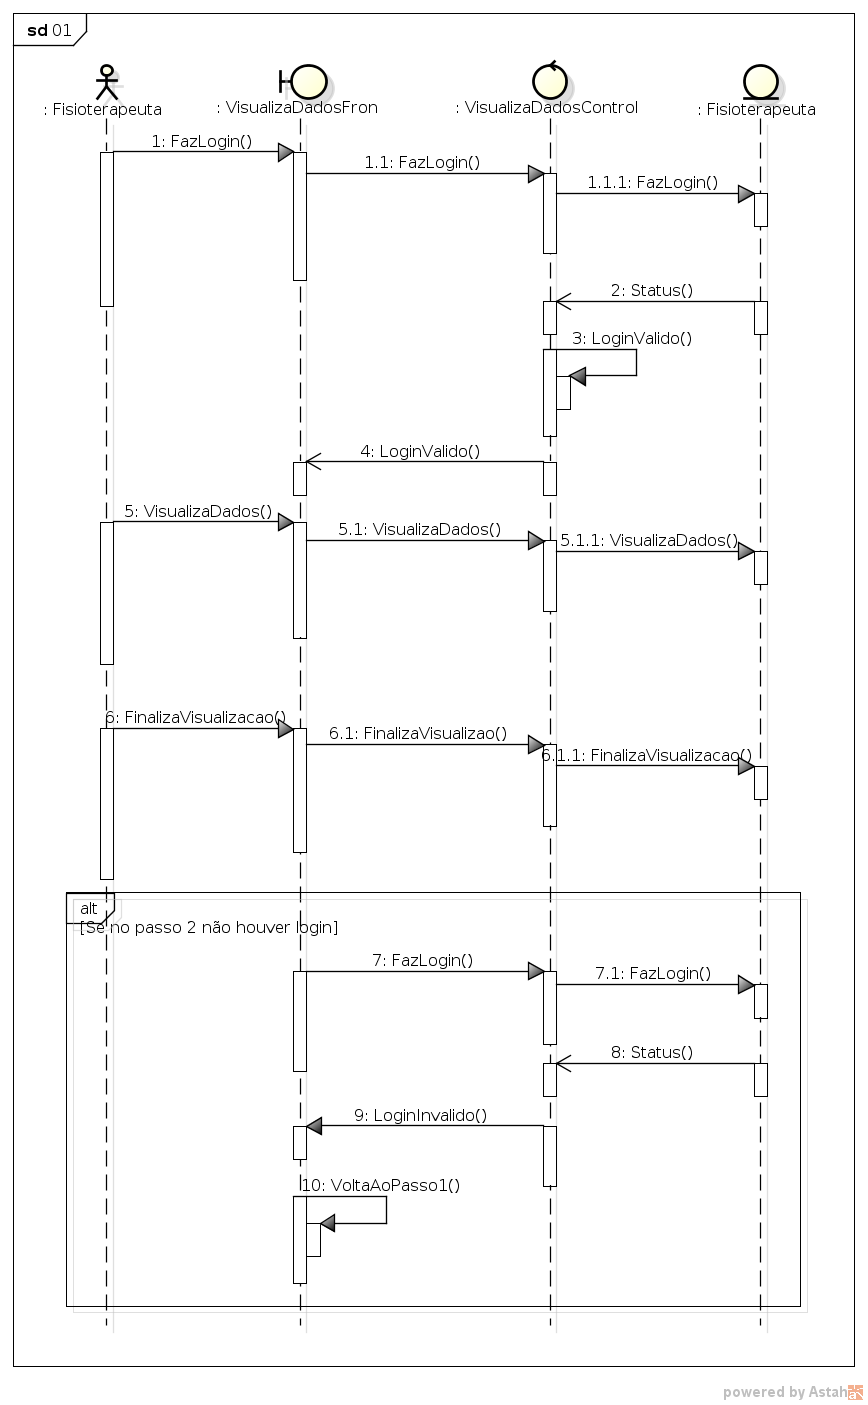 sd 01
: Fisioterapeuta
: VisualizaDadosFron
: VisualizaDadosControl
: Fisioterapeuta
1: FazLogin()
1.1: FazLogin()
1.1.1: FazLogin()
2: Status()
3: LoginValido()
4: LoginValido()
5: VisualizaDados()
5.1: VisualizaDados()
5.1.1: VisualizaDados()
6: FinalizaVisualizacao()
6.1: FinalizaVisualizao()
6.1.1: FinalizaVisualizacao()
alt
[Se no passo 2 não houver login]
7: FazLogin()
7.1: FazLogin()
8: Status()
9: LoginInvalido()
10: VoltaAoPasso1()
powered by Astah